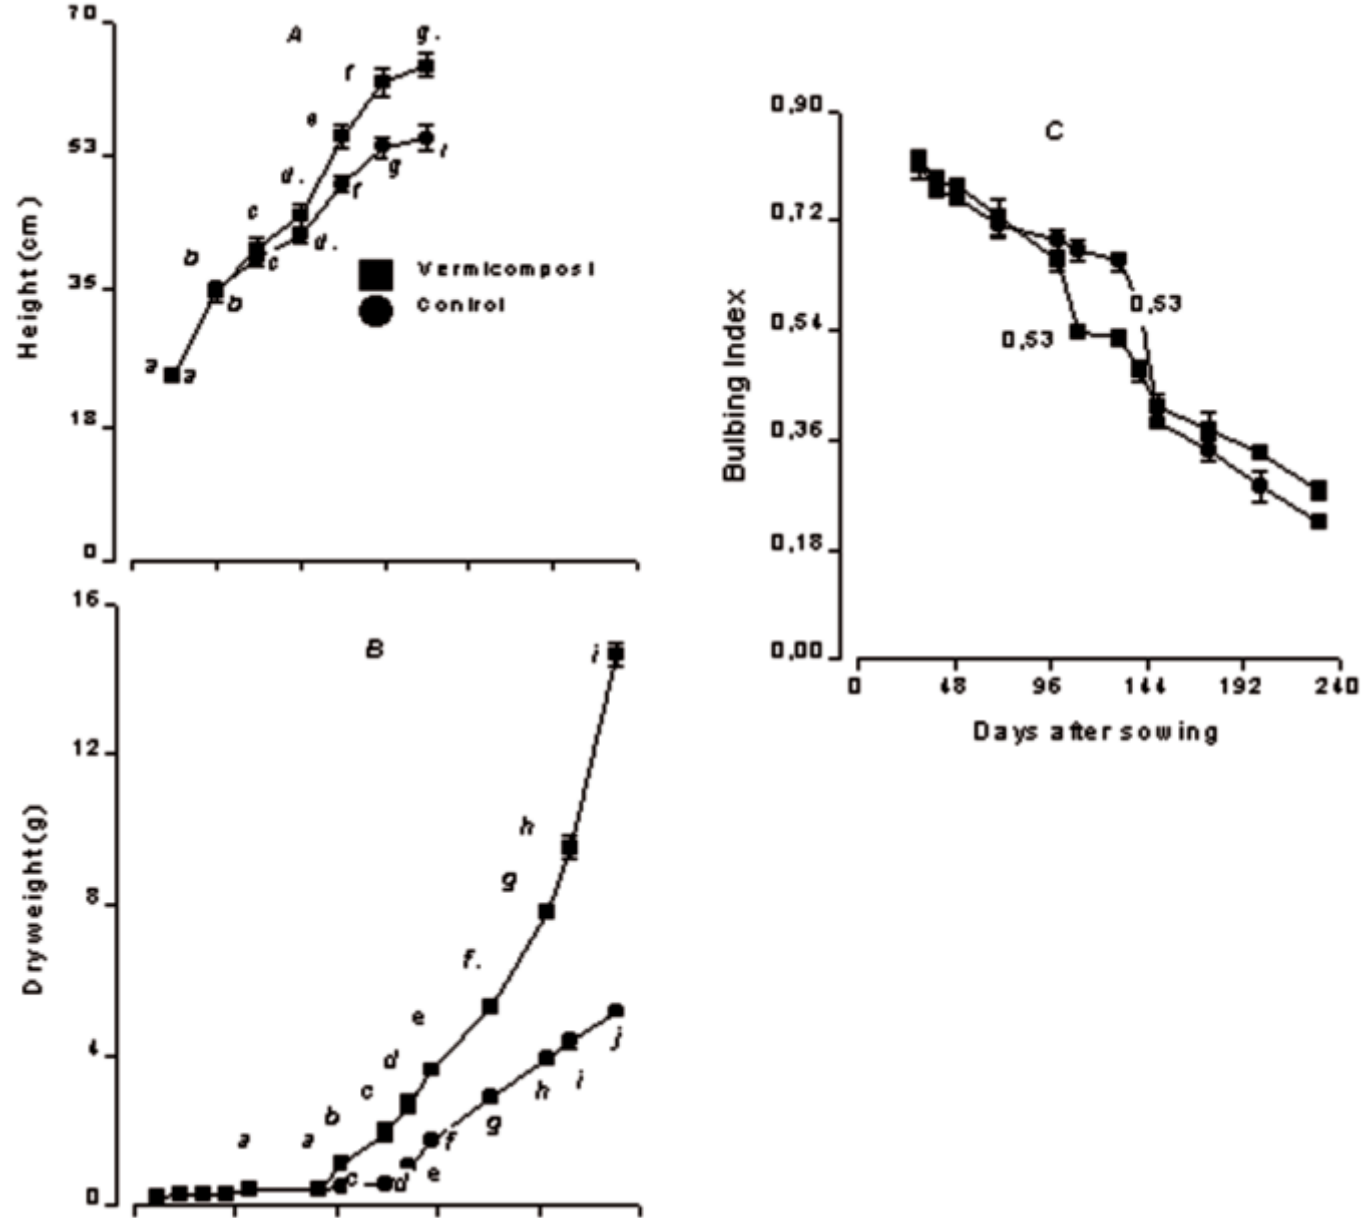 70
A
g.
f
e
53
g
i
d.
f
c
d.
b
c
Vermicomposi
35
b
Control
a
a
18
0
Height(cm)
16
B
i
12
h
g
8
f.
e
d
4
c
j
i
b
h
g
a
a
f
e
c
d
0
Dryweight(g)
0,90
C
0,72
0,53
0,54
0,53
0,36
0,18
0,00
0 48 96 144 192 240
Bulbing Index
Days after sowing